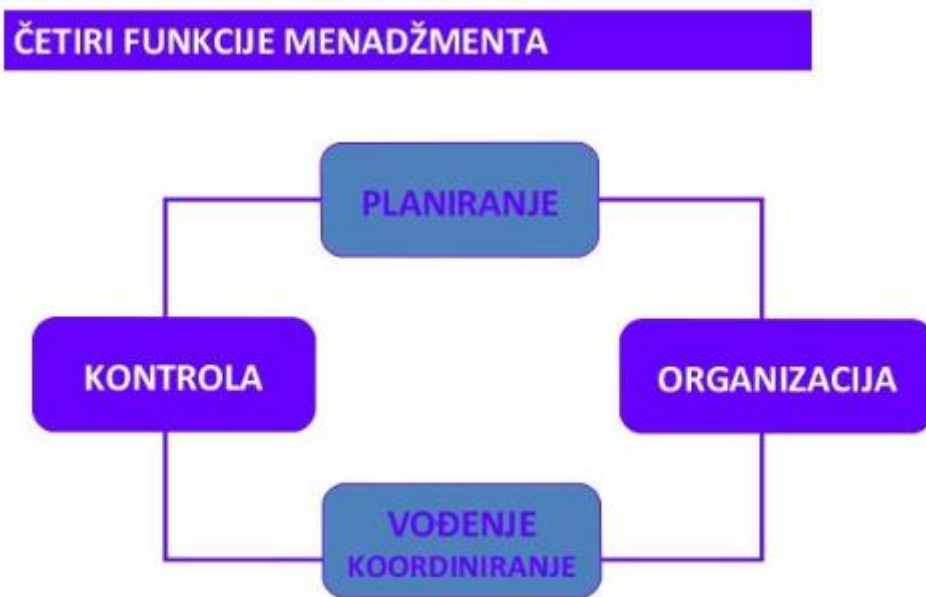 ČETIRI FUNKCIJE MENADŽMENTA
PLANIRANJE
KONTROLA
ORGANIZACIJA
VOĐENJE
KOORDINIRANJE